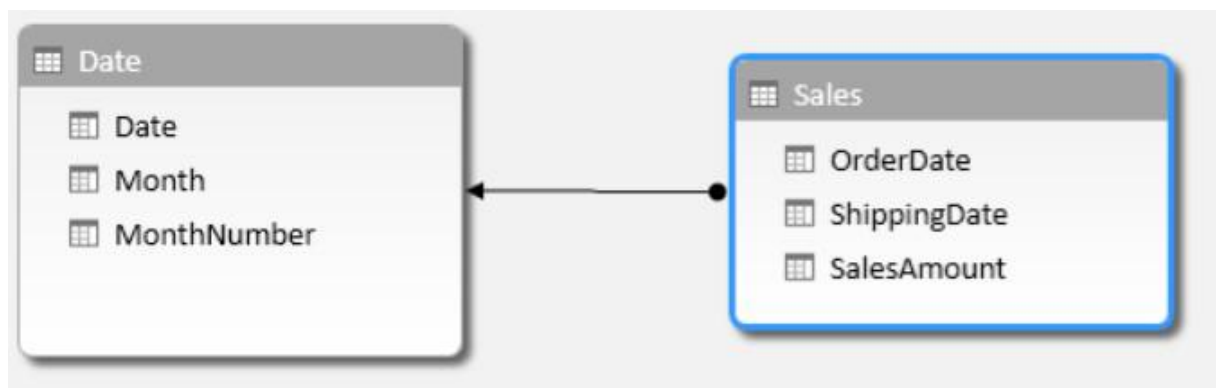 Date
Date
Month
MonthNumber
Sales
OrderDate
ShippingDate
SalesAmount